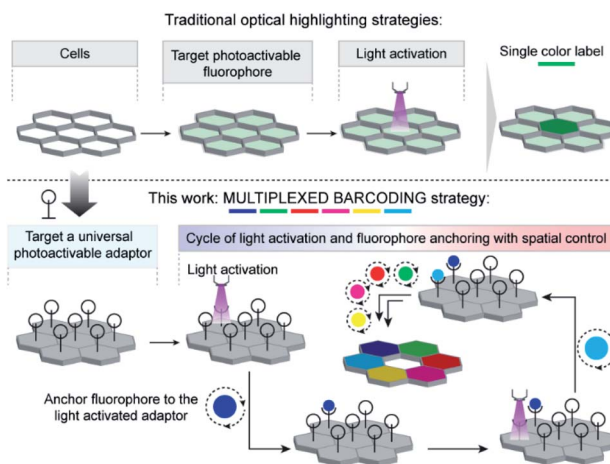 Traditional optical highlighting strategies:
Cells
Target photoactivable
fluorophore
Light activation
Single color label
This work: MULTIPLEXED BARCODING strategy:
Target a universal
photoactivable adaptor
Cycle of light activation and fluorophore anchoring with spatial control
Light activation
Anchor fluorophore to the
light activated adaptor